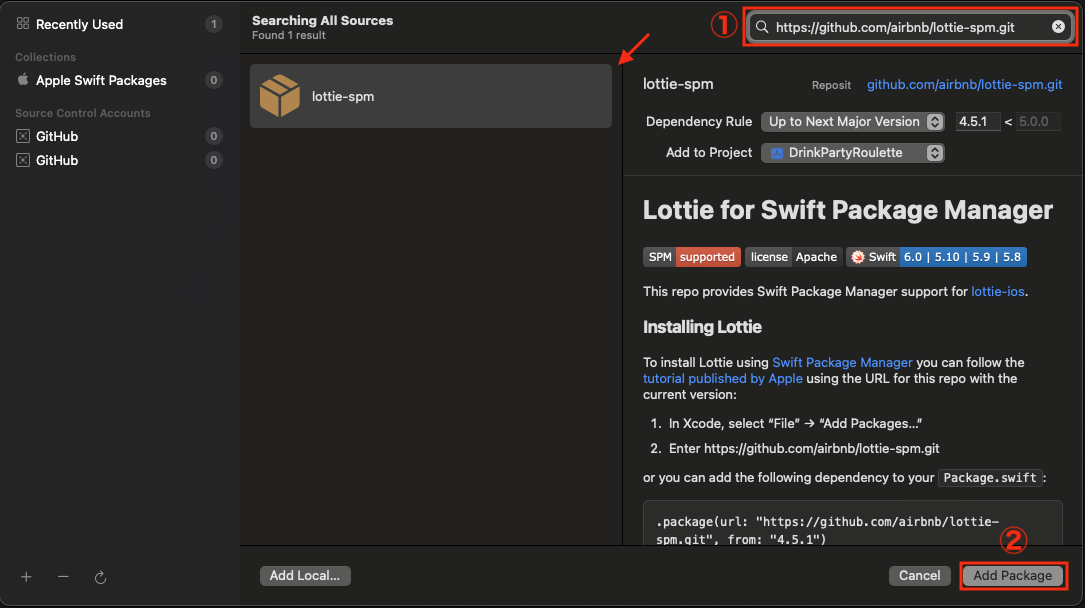 Recently Used 1
Collections
Apple Swift Packages 0
Source Control Accounts
GitHub 0
GitHub 0
Searching All Sources
Found 1 result
lottie-spm
① https://github.com/airbnb/lottie-spm.git
lottie-spm Reposit github.com/airbnb/lottie-spm.git
Dependency Rule Up to Next Major Version 4.5.1 < 5.0.0
Add to Project DrinkPartyRoulette
Lottie for Swift Package Manager
SPM supported license Apache Swift 6.0 | 5.10 | 5.9 | 5.8
This repo provides Swift Package Manager support for lottie-ios.
Installing Lottie
To install Lottie using Swift Package Manager you can follow the
tutorial published by Apple using the URL for this repo with the
current version:
1. In Xcode, select “File” → “Add Packages...”
2. Enter https://github.com/airbnb/lottie-spm.git
or you can add the following dependency to your Package.swift:
.package(url: "https://github.com/airbnb/lottie-
spm.git", from: "4.5.1")
②
Add Local... Cancel Add Package